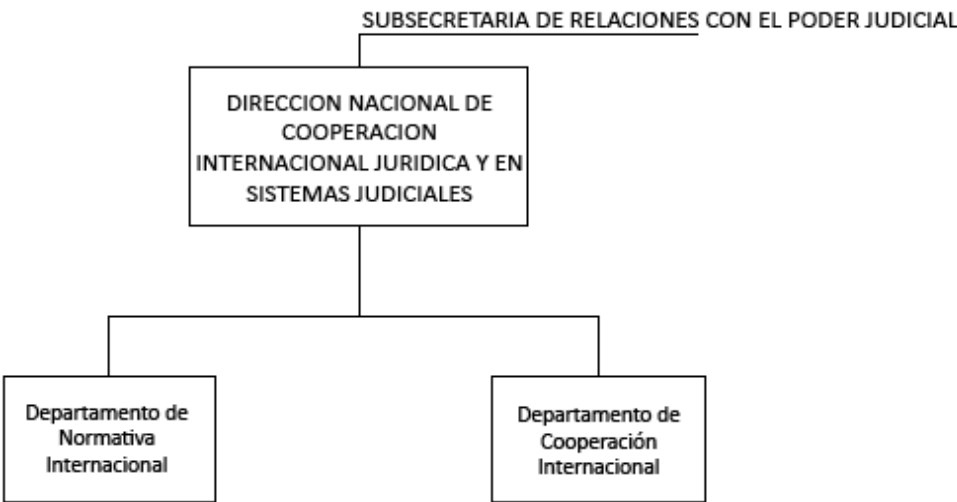 SUBSECRETARIA DE RELACIONES CON EL PODER JUDICIAL
DIRECCION NACIONAL DE
COOPERACION
INTERNACIONAL JURIDICA Y EN
SISTEMAS JUDICIALES
Departamento de
Normativa
Internacional
Departamento de
Cooperación
Internacional